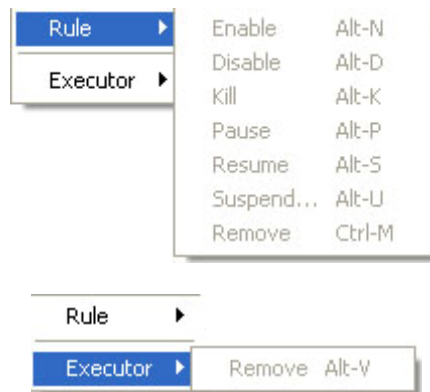 Rule Enable Alt-N
Disable Alt-D
Executor Kill Alt-K
Pause Alt-P
Resume Alt-S
Suspend... Alt-U
Remove Ctrl-M
Rule
Executor Remove Alt-V